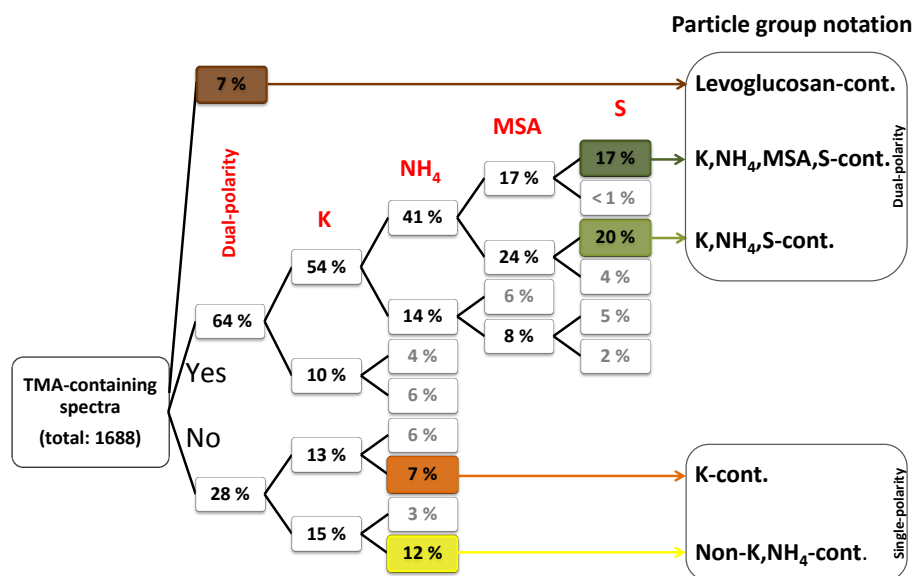 Particle group notation
7 %
Levoglucosan-cont.
Dual-polarity
K
NH4
MSA
S
17 %
K,NH4,MSA,S-cont.
17 %
< 1 %
41 %
20 %
K,NH4,S-cont.
24 %
4 %
54 %
6 %
5 %
14 %
8 %
2 %
64 %
4 %
10 %
6 %
Dual-polarity
TMA-containing
spectra
(total: 1688)
Yes
No
6 %
13 %
7 %
K-cont.
28 %
3 %
15 %
12 %
Non-K,NH4-cont.
Single-polarity